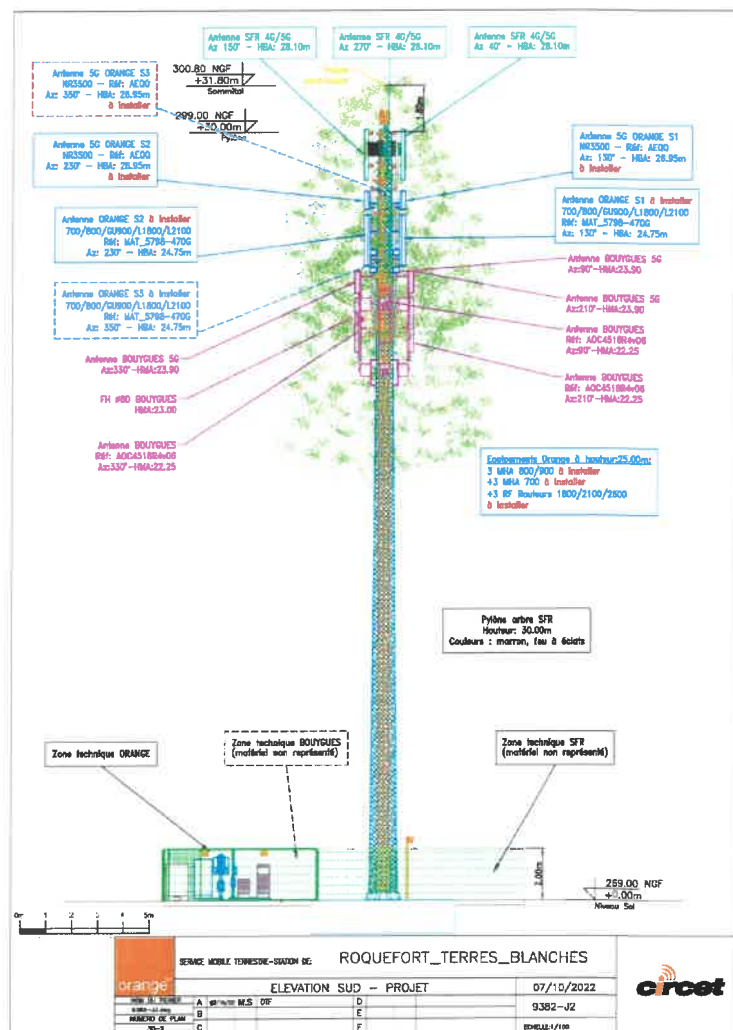 Antenne SFR 4G/5G
Az 150° - HBA: 28.10m
Antenne SFR 4G/5G
Az 270° - HBA: 28.10m
Antenne SFR 4G/5G
Az 40° - HBA: 28.10m
Antenne 5G ORANGE S3
NR3500 - Réf: AEQQ
Az: 350° - HBA: 28.95m
à installer
300.80 NGF
+31.80m
Sommital
299.00 NGF
+30.00m
Pylône
Antenne 5G ORANGE S2
NR3500 - Réf: AEQQ
Az: 230° - HBA: 28.95m
à installer
Antenne 5G ORANGE S1
NR3500 - Réf: AEQQ
Az: 130° - HBA: 28.95m
à installer
Antenne ORANGE S2 à installer
700/800/GU900/L1800/L2100
Réf: MAT_5798-470G
Az: 230° - HBA: 24.75m
Antenne ORANGE S1 à installer
700/800/GU900/L1800/L2100
Réf: MAT_5798-470G
Az: 130° - HBA: 24.75m
Antenne ORANGE S3 à installer
700/800/GU900/L1800/L2100
Réf: MAT_5798-470G
Az: 350° - HBA: 24.75m
Antenne BOUYGUES 5G
Az:90°-HMA:23.90
Antenne BOUYGUES 5G
Az:210°-HMA:23.90
Antenne BOUYGUES
Réf: AOC4518R4v06
Az:90°-HMA:22.25
Antenne BOUYGUES
Réf: AOC4518R4v06
Az:210°-HMA:22.25
Antenne BOUYGUES 5G
Az:330°-HMA:23.90
FH ø80 BOUYGUES
HMA:23.00
Antenne BOUYGUES
Réf: AOC4518R4v06
Az:330°-HMA:22.25
Equipements Orange à hauteur:25.00m:
3 MHA 800/900 à installer
+3 MHA 700 à installer
+3 RF Routeurs 1800/2100/2600
à installer
Pylône arbre SFR
Hauteur: 30.00m
Couleurs : marron, feu à éclats
Zone technique ORANGE
Zone technique BOUYGUES
(matériel non représenté)
Zone technique SFR
(matériel non représenté)
2.00m
269.00 NGF
+0.00m
Niveau Sol
0m 1 2 3 4 5m
orange
SERVICE MOBILE TERRESTRE-STATION DE:
ROQUEFORT_TERRES_BLANCHES
ELEVATION SUD - PROJET
07/10/2022
9382-J2
NUMERO DE PLAN
A
M.S
DTF
B
C
D
E
F
ECHELLE:1/100
circet